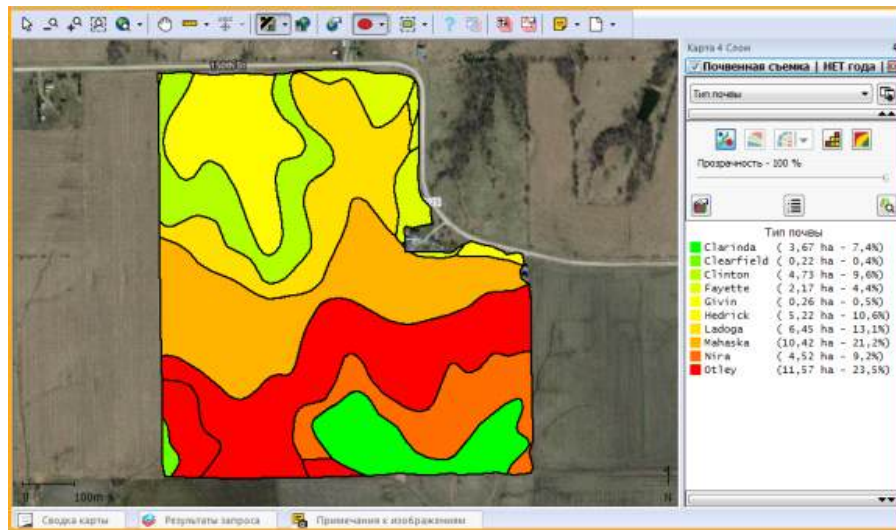 Карта 4 Слои
Почвенная съемка | НЕТ года |
Тип почвы
Прозрачность - 100 %
Тип почвы
Clarinda ( 3,67 ha - 7,4%)
Clearfield ( 0,22 ha - 0,4%)
Clinton ( 4,73 ha - 9,6%)
Fayette ( 2,17 ha - 4,4%)
Givin ( 0,26 ha - 0,5%)
Hedrick ( 5,22 ha - 10,6%)
Ladoga ( 6,45 ha - 13,1%)
Mahaska (10,42 ha - 21,2%)
Nira ( 4,52 ha - 9,2%)
Otley (11,57 ha - 23,5%)
150th St
0 100m
N
Сводка карты
Результаты запроса
Примечания к изображениям